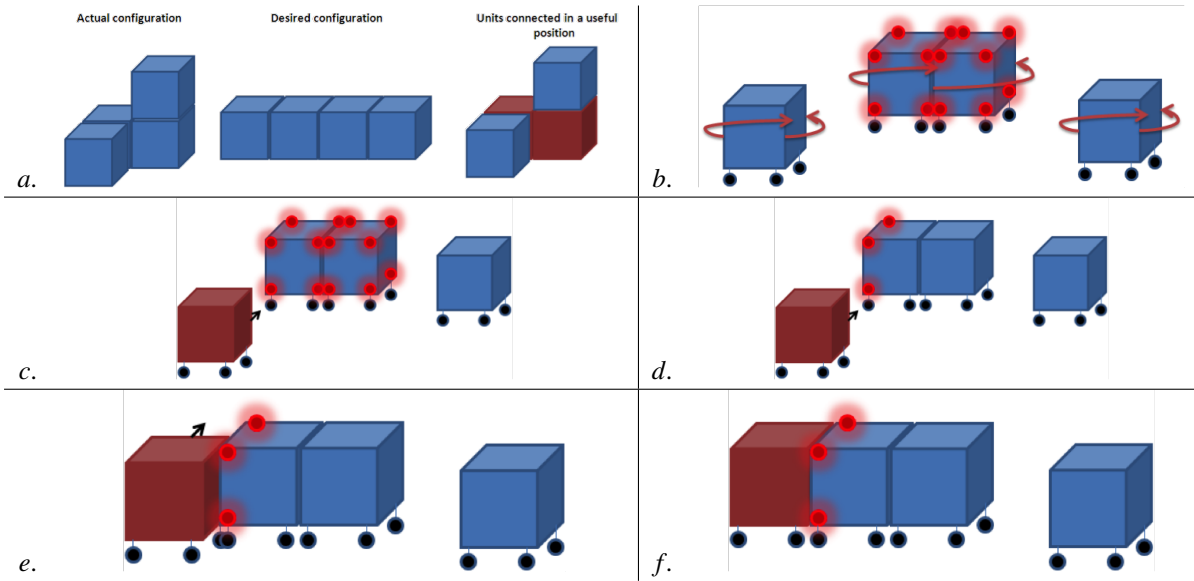 Actual configuration
Desired configuration
Units connected in a useful
position
a.
b.
c.
d.
e.
f.